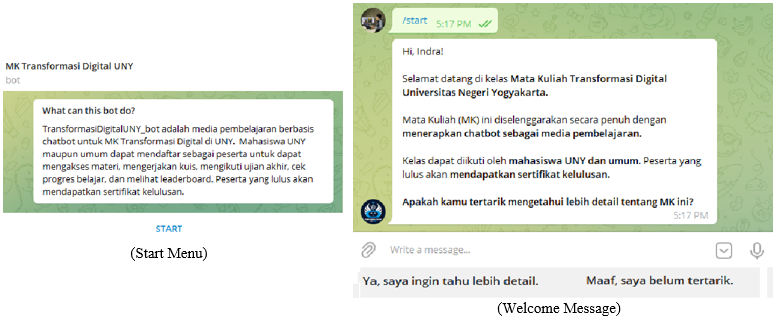 MK Transformasi Digital UNY
bot
What can this bot do?
TransformasiDigitalUNY_bot adalah media pembelajaran berbasis
chatbot untuk MK Transformasi Digital di UNY. Mahasiswa UNY
maupun umum dapat mendaftar sebagai peserta untuk dapat
mengakses materi, mengerjakan kuis, mengikuti ujian akhir, cek
progres belajar, dan melihat leaderboard. Peserta yang lulus akan
mendapatkan sertifikat kelulusan.
START
(Start Menu)
/start 5:17 PM
Hi, Indra!
Selamat datang di kelas Mata Kuliah Transformasi Digital
Universitas Negeri Yogyakarta.
Mata Kuliah (MK) ini diselenggarakan secara penuh dengan
menerapkan chatbot sebagai media pembelajaran.
Kelas dapat diikuti oleh mahasiswa UNY dan umum. Peserta yang
lulus akan mendapatkan sertifikat kelulusan.
Apakah kamu tertarik mengetahui lebih detail tentang MK ini?
5:17 PM
Write a message...
Ya, saya ingin tahu lebih detail. Maaf, saya belum tertarik.
(Welcome Message)